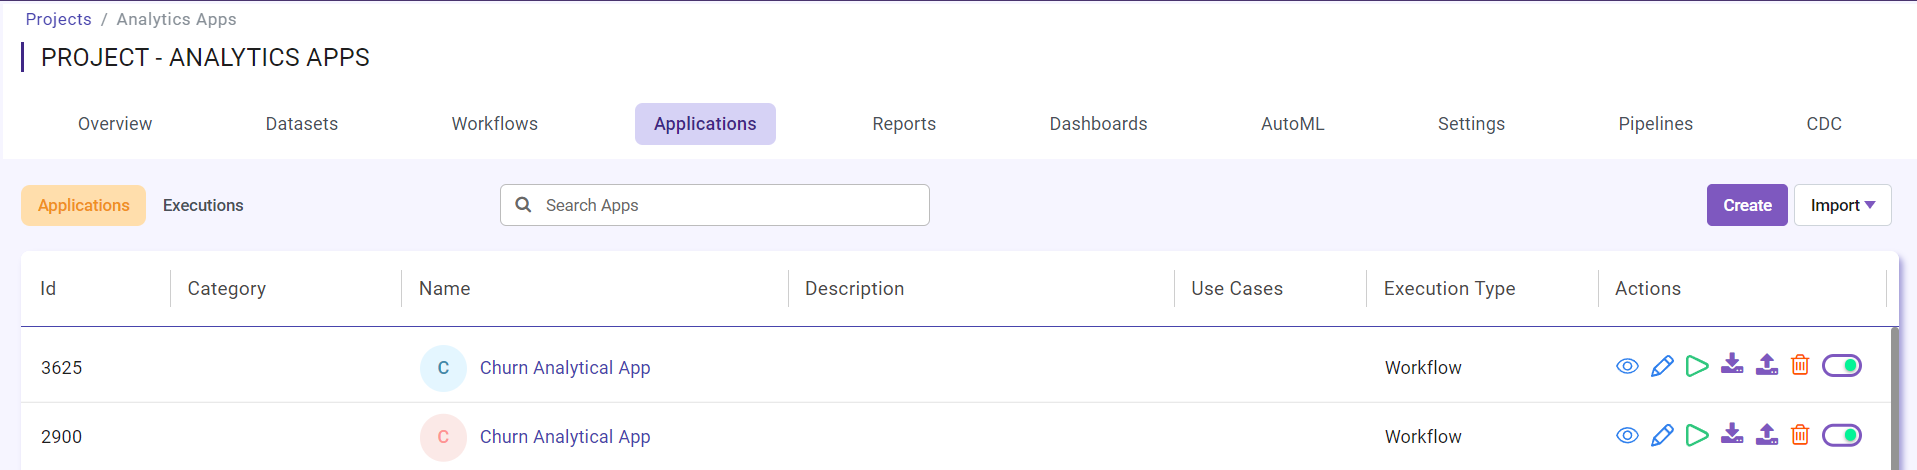 Projects / Analytics Apps
PROJECT - ANALYTICS APPS
Overview Datasets Workflows Applications Reports Dashboards AutoML Settings Pipelines CDC
Applications Executions Search Apps Create Import
Id Category Name Description Use Cases Execution Type Actions
3625 C Churn Analytical App Workflow
2900 C Churn Analytical App Workflow